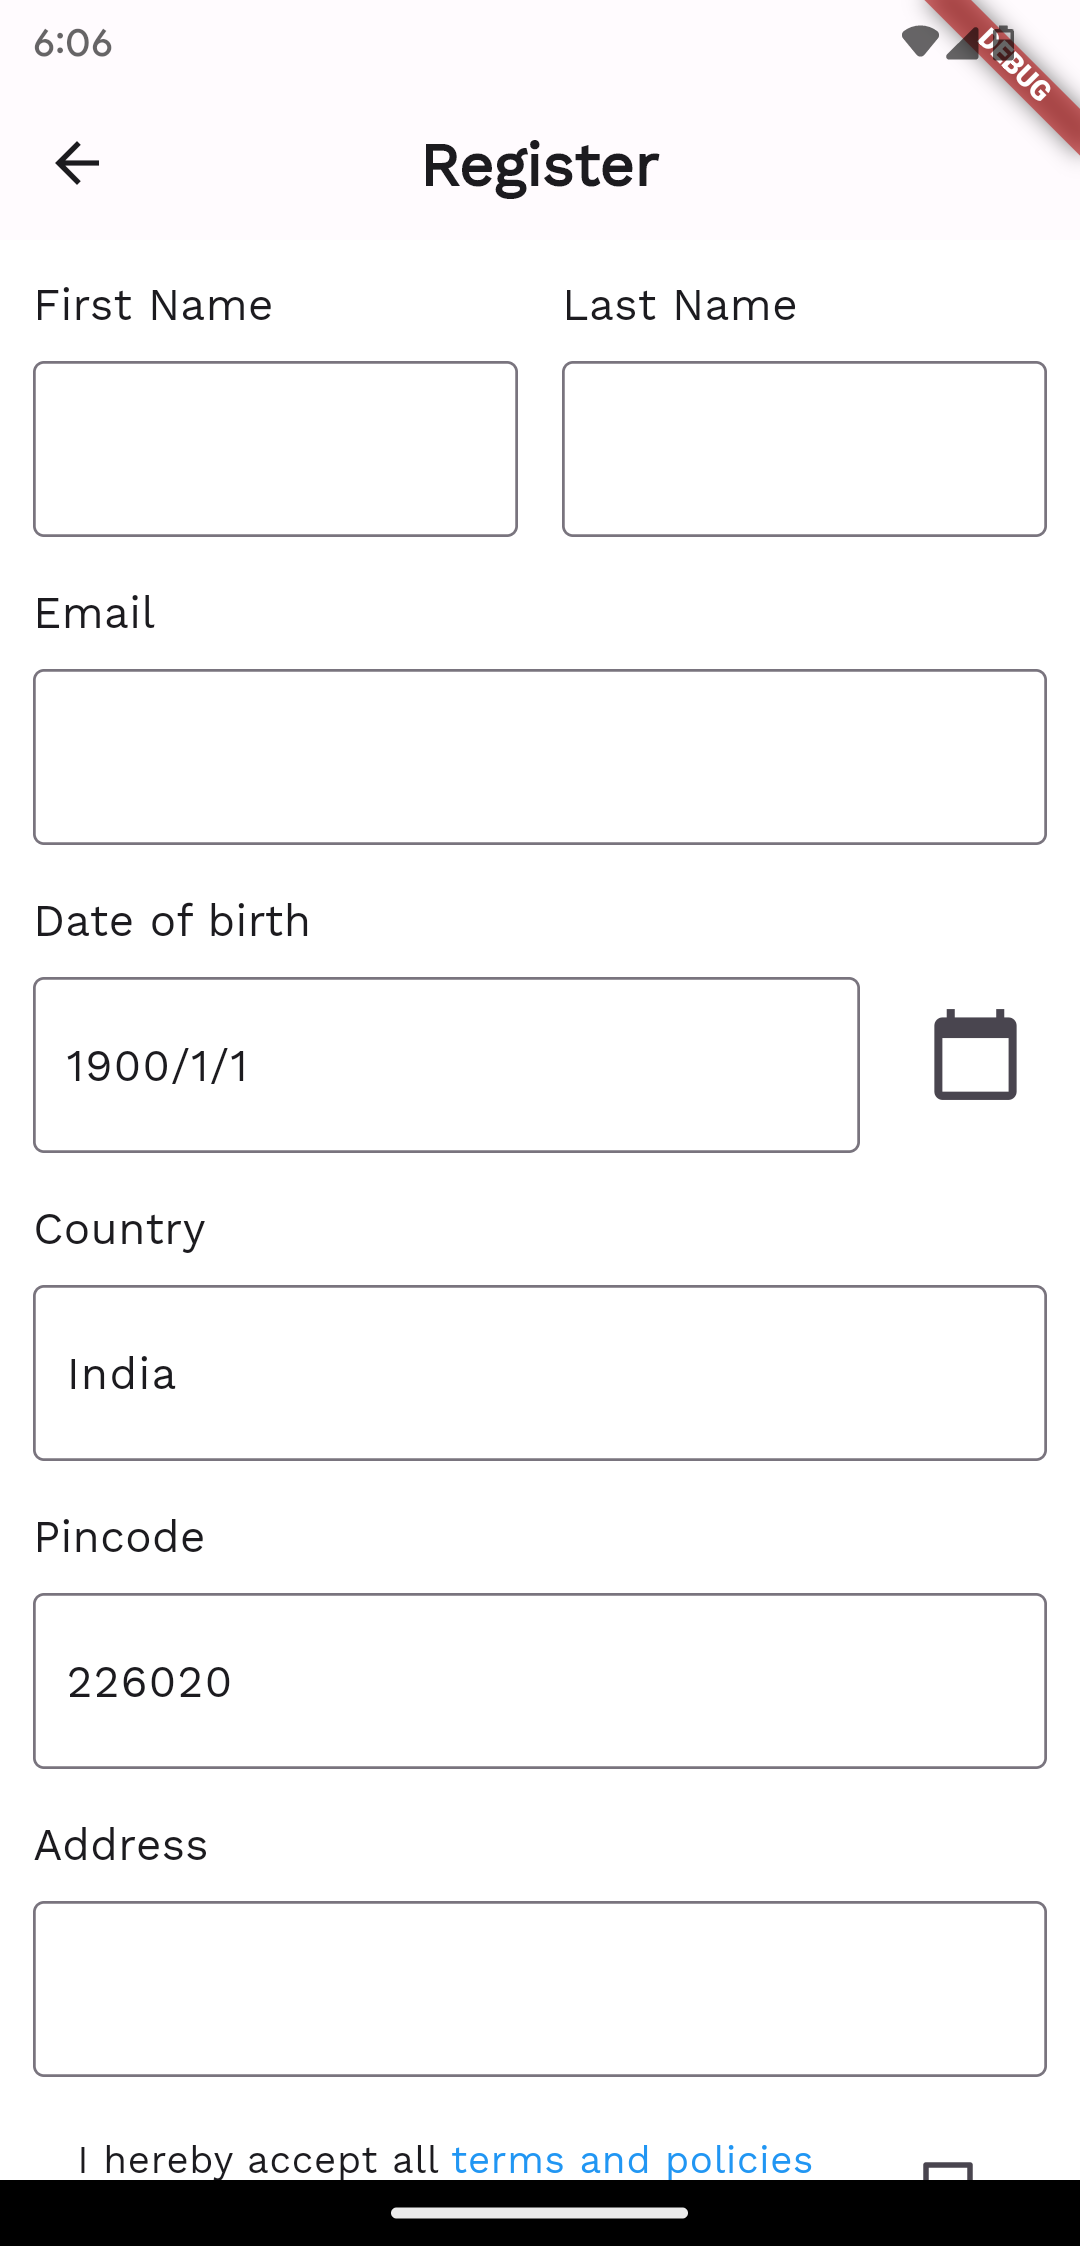 6:06
DEBUG
Register
First Name Last Name
Email
Date of birth
1900/1/1
Country
India
Pincode
226020
Address
I hereby accept all terms and policies